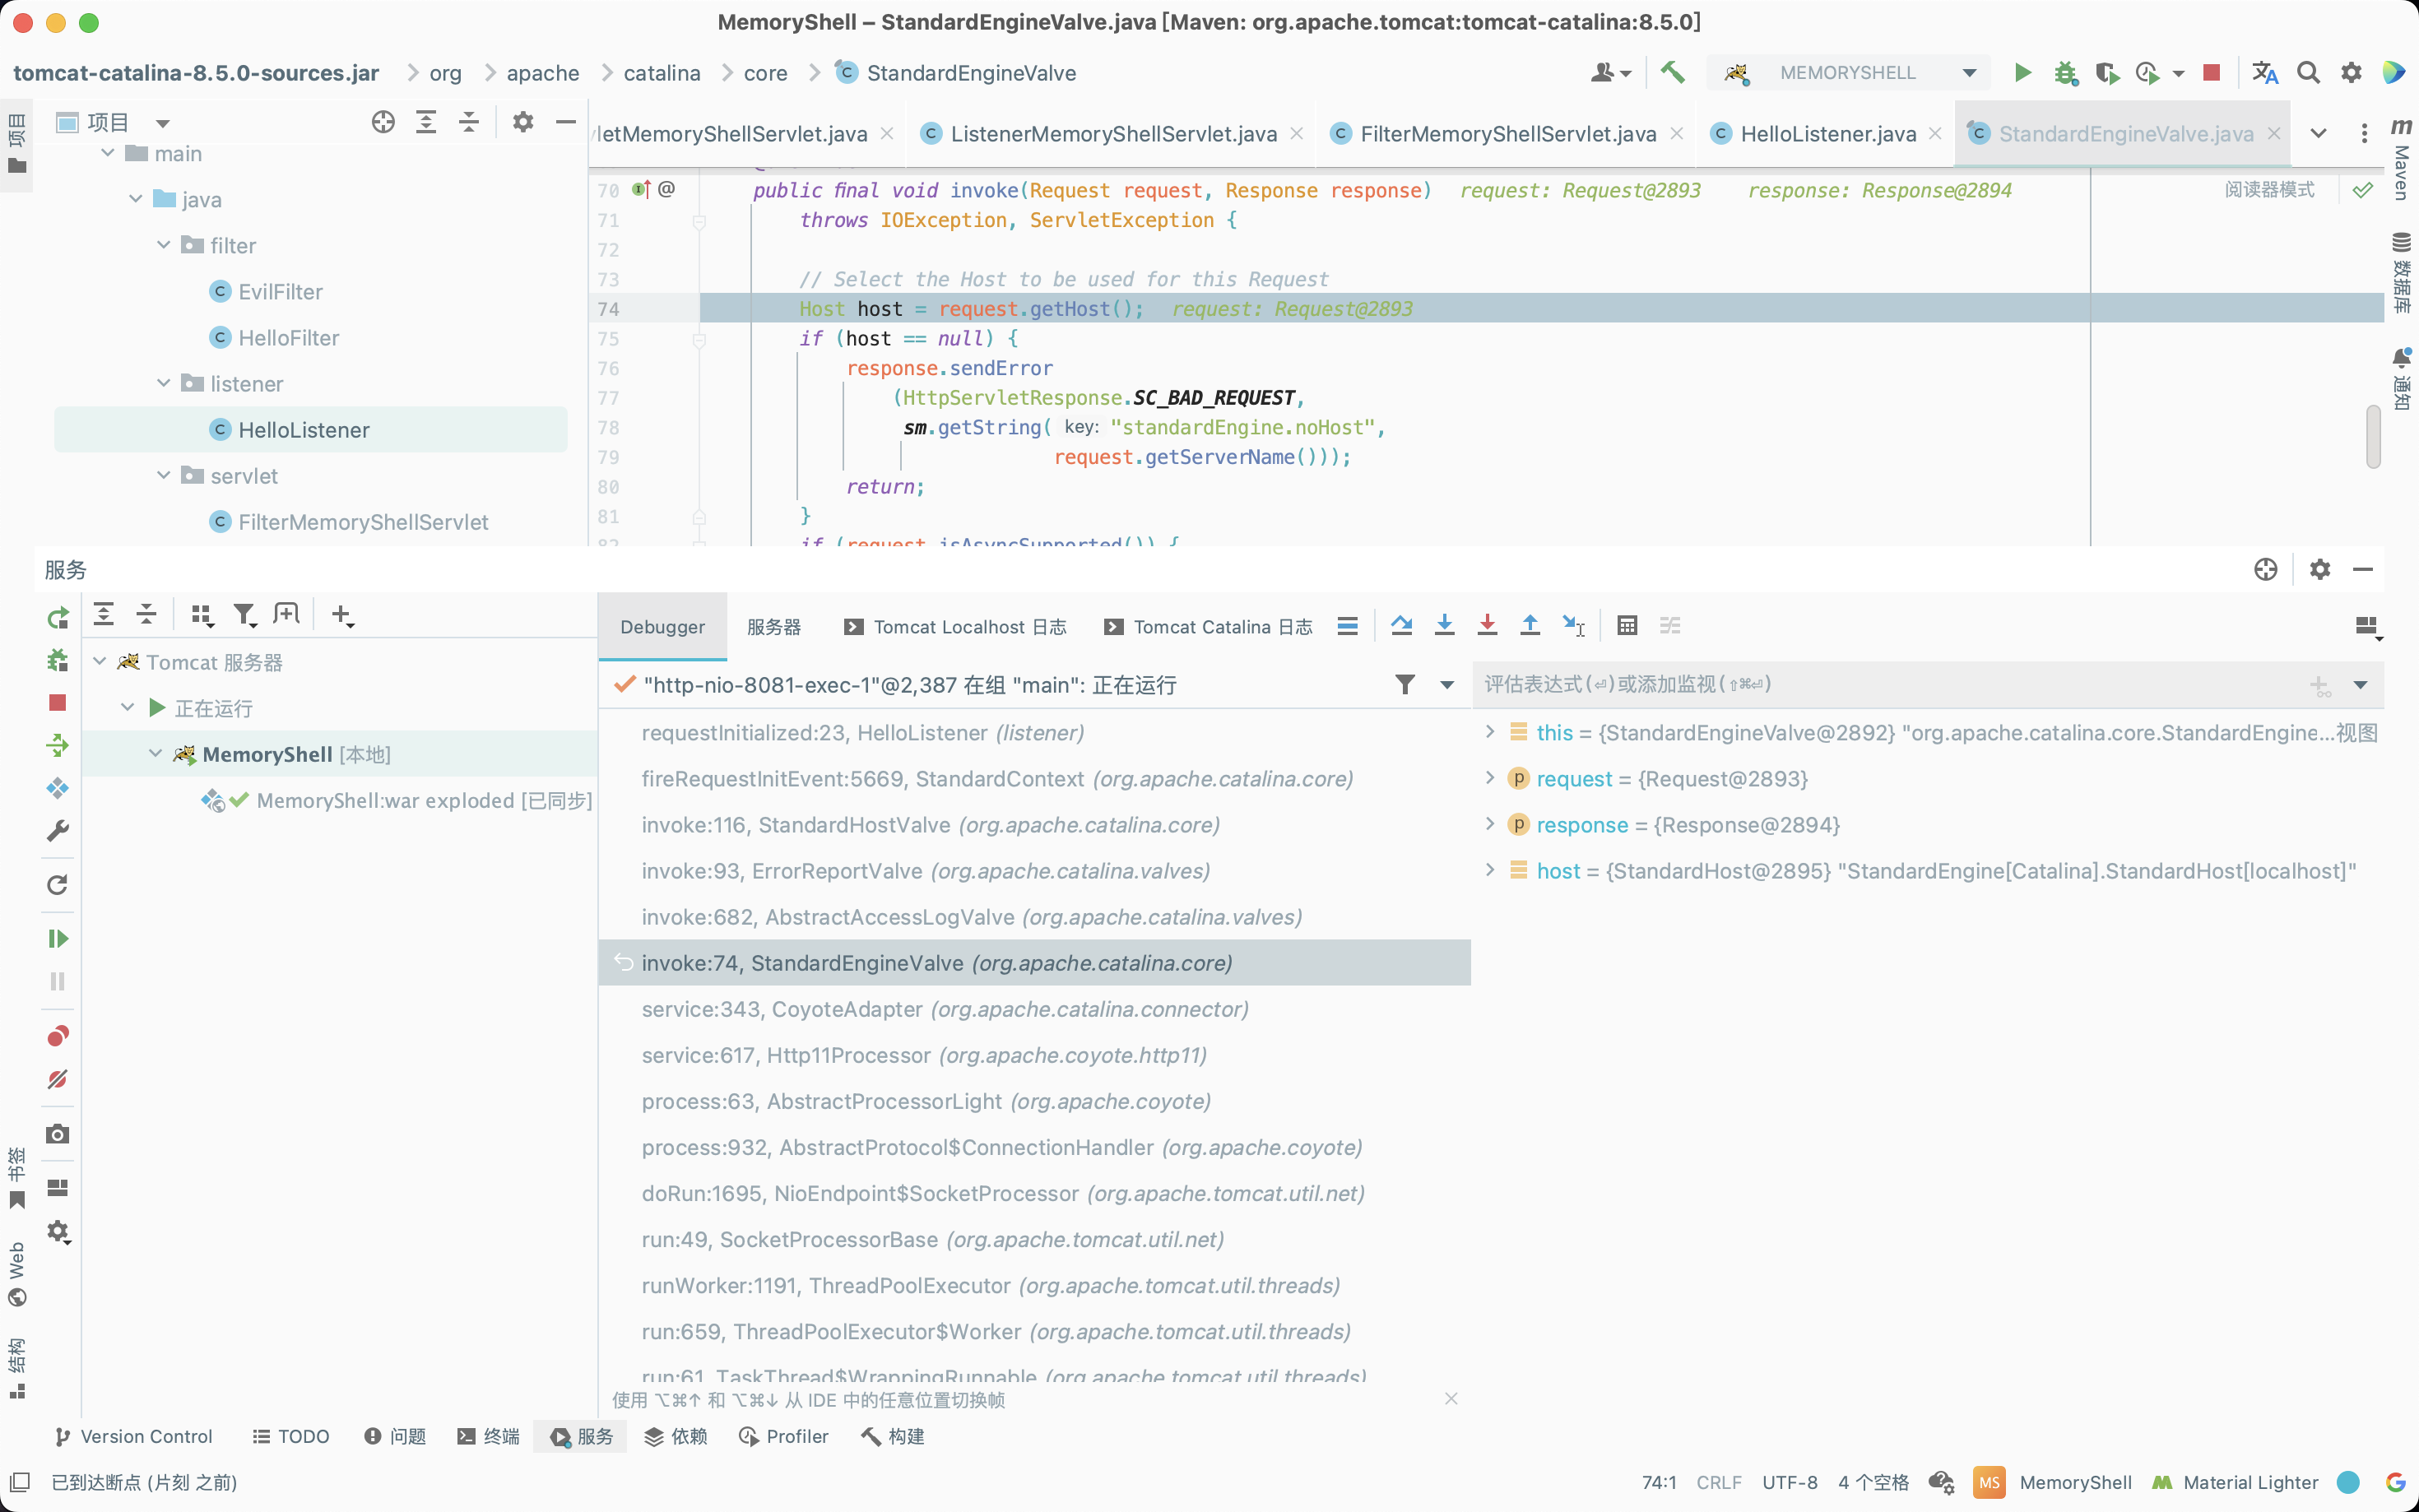 MemoryShell – StandardEngineValve.java [Maven: org.apache.tomcat:tomcat-catalina:8.5.0]
tomcat-catalina-8.5.0-sources.jar org apache catalina core StandardEngineValve
MEMORYSHELL
项目
项目
main
java
filter
EvilFilter
HelloFilter
listener
HelloListener
servlet
FilterMemoryShellServlet
letMemoryShellServlet.java ListenerMemoryShellServlet.java FilterMemoryShellServlet.java HelloListener.java StandardEngineValve.java
70 @ public final void invoke(Request request, Response response) request: Request@2893 response: Response@2894
阅读器模式
71 throws IOException, ServletException {
72
73 // Select the Host to be used for this Request
74 Host host = request.getHost(); request: Request@2893
75 if (host == null) {
76 response.sendError
77 (HttpServletResponse.SC_BAD_REQUEST,
78 sm.getString( key: "standardEngine.noHost",
79 request.getServerName()));
80 return;
81 }
82 if (request.isAsyncSupported()) {
m Maven
数据库
通知
服务
Tomcat 服务器
正在运行
MemoryShell [本地]
MemoryShell:war exploded [已同步]
Debugger 服务器 Tomcat Localhost 日志 Tomcat Catalina 日志
"http-nio-8081-exec-1"@2,387 在组 "main": 正在运行
requestInitialized:23, HelloListener (listener)
fireRequestInitEvent:5669, StandardContext (org.apache.catalina.core)
invoke:116, StandardHostValve (org.apache.catalina.core)
invoke:93, ErrorReportValve (org.apache.catalina.valves)
invoke:682, AbstractAccessLogValve (org.apache.catalina.valves)
invoke:74, StandardEngineValve (org.apache.catalina.core)
service:343, CoyoteAdapter (org.apache.catalina.connector)
service:617, Http11Processor (org.apache.coyote.http11)
process:63, AbstractProcessorLight (org.apache.coyote)
process:932, AbstractProtocol$ConnectionHandler (org.apache.coyote)
doRun:1695, NioEndpoint$SocketProcessor (org.apache.tomcat.util.net)
run:49, SocketProcessorBase (org.apache.tomcat.util.net)
runWorker:1191, ThreadPoolExecutor (org.apache.tomcat.util.threads)
run:659, ThreadPoolExecutor$Worker (org.apache.tomcat.util.threads)
run:61, TaskThread$WrappingRunnable (org.apache.tomcat.util.threads)
使用 ⌥⌘↑ 和 ⌥⌘↓ 从 IDE 中的任意位置切换帧
评估表达式(⏎)或添加监视(⇧⌘⏎)
this = {StandardEngineValve@2892} "org.apache.catalina.core.StandardEngine...视图
request = {Request@2893}
response = {Response@2894}
host = {StandardHost@2895} "StandardEngine[Catalina].StandardHost[localhost]"
书签
Web
结构
Version Control TODO 问题 终端 服务 依赖 Profiler 构建
已到达断点 (片刻 之前)
74:1 CRLF UTF-8 4 个空格 MS MemoryShell Material Lighter